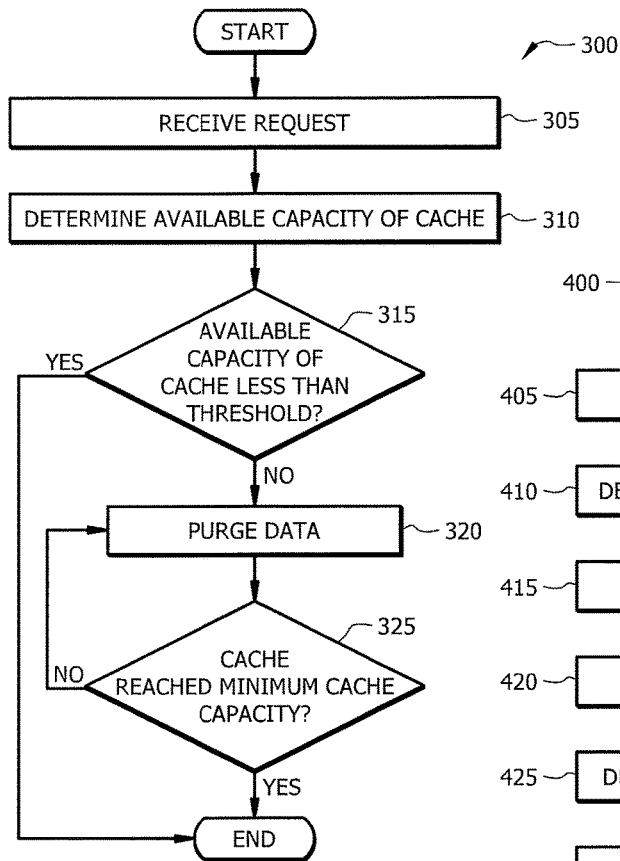 START
300
RECEIVE REQUEST
305
DETERMINE AVAILABLE CAPACITY OF CACHE
310
AVAILABLE
CAPACITY OF
CACHE LESS THAN
THRESHOLD?
315
YES
NO
PURGE DATA
320
CACHE
REACHED MINIMUM CACHE
CAPACITY?
325
NO
YES
END
400
405
410
DE
415
420
425
DE